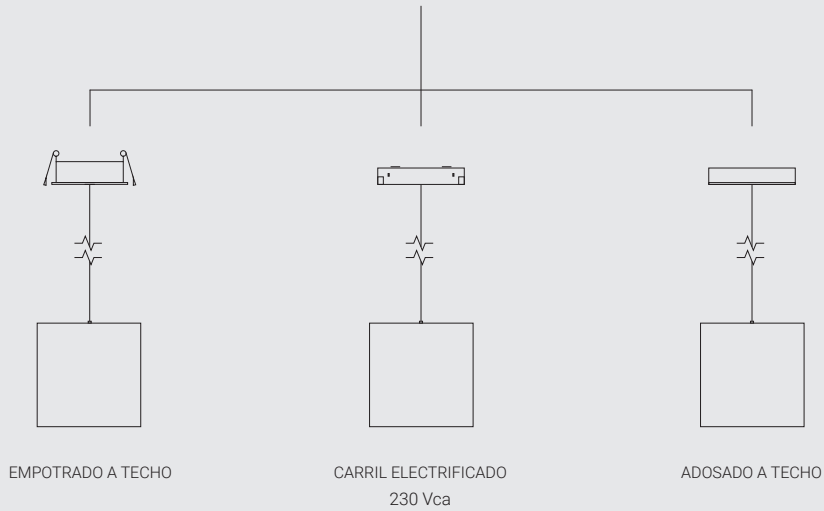 EMPOTRADO A TECHO
CARRIL ELECTRIFICADO
230 Vca
ADOSADO A TECHO